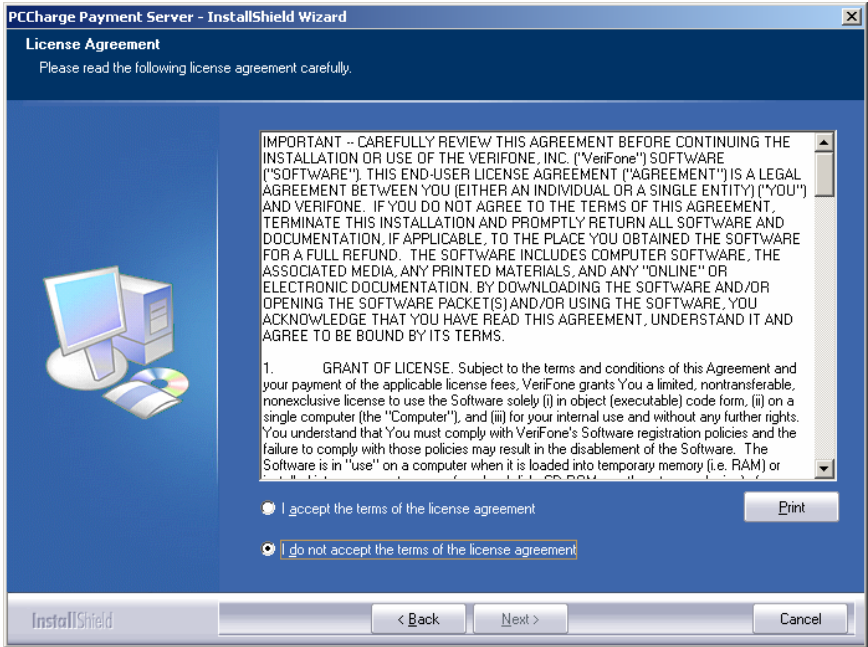 PCCharge Payment Server - InstallShield Wizard
License Agreement
Please read the following license agreement carefully.
IMPORTANT -- CAREFULLY REVIEW THIS AGREEMENT BEFORE CONTINUING THE
INSTALLATION OR USE OF THE VERIFONE, INC. ("VeriFone") SOFTWARE
("SOFTWARE"). THIS END-USER LICENSE AGREEMENT ("AGREEMENT") IS A LEGAL
AGREEMENT BETWEEN YOU (EITHER AN INDIVIDUAL OR A SINGLE ENTITY) ("YOU")
AND VERIFONE. IF YOU DO NOT AGREE TO THE TERMS OF THIS AGREEMENT,
TERMINATE THIS INSTALLATION AND PROMPTLY RETURN ALL SOFTWARE AND
DOCUMENTATION, IF APPLICABLE, TO THE PLACE YOU OBTAINED THE SOFTWARE
FOR A FULL REFUND. THE SOFTWARE INCLUDES COMPUTER SOFTWARE, THE
ASSOCIATED MEDIA, ANY PRINTED MATERIALS, AND ANY "ONLINE" OR
ELECTRONIC DOCUMENTATION. BY DOWNLOADING THE SOFTWARE AND/OR
OPENING THE SOFTWARE PACKET(S) AND/OR USING THE SOFTWARE, YOU
ACKNOWLEDGE THAT YOU HAVE READ THIS AGREEMENT, UNDERSTAND IT AND
AGREE TO BE BOUND BY ITS TERMS.
1. GRANT OF LICENSE. Subject to the terms and conditions of this Agreement and
your payment of the applicable license fees, VeriFone grants You a limited, nontransferable,
nonexclusive license to use the Software solely (i) in object (executable) code form, (ii) on a
single computer (the "Computer"), and (iii) for your internal use and without any further rights.
You understand that You must comply with VeriFone's Software registration policies and the
failure to comply with those policies may result in the disablement of the Software. The
Software is in "use" on a computer when it is loaded into temporary memory (i.e. RAM) or
I accept the terms of the license agreement
Print
I do not accept the terms of the license agreement
InstallShield
< Back
Next >
Cancel